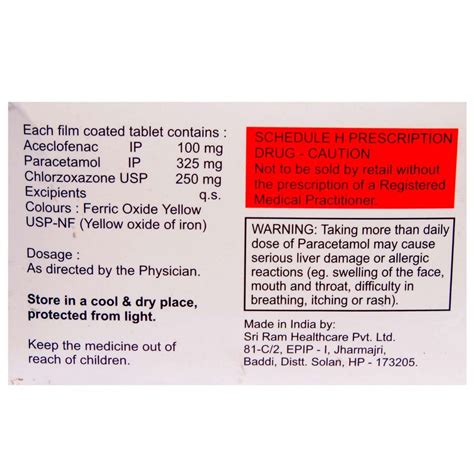 Each film coated tablet contains :
Aceclofenac IP 100 mg
Paracetamol IP 325 mg
Chlorzoxazone USP 250 mg
Excipients q.s.
Colours : Ferric Oxide Yellow
USP-NF (Yellow oxide of iron)
Dosage :
As directed by the Physician.
Store in a cool & dry place,
protected from light.
Keep the medicine out of
reach of children.
SCHEDULE H PRESCRIPTION
DRUG - CAUTION
Not to be sold by retail without
the prescription of a Registered
Medical Practitioner.
WARNING: Taking more than daily
dose of Paracetamol may cause
serious liver damage or allergic
reactions (eg. swelling of the face,
mouth and throat, difficulty in
breathing, itching or rash).
Made in India by:
Sri Ram Healthcare Pvt. Ltd.
81-C/2, EPIP - I, Jharmajri,
Baddi, Distt. Solan, HP - 173205.